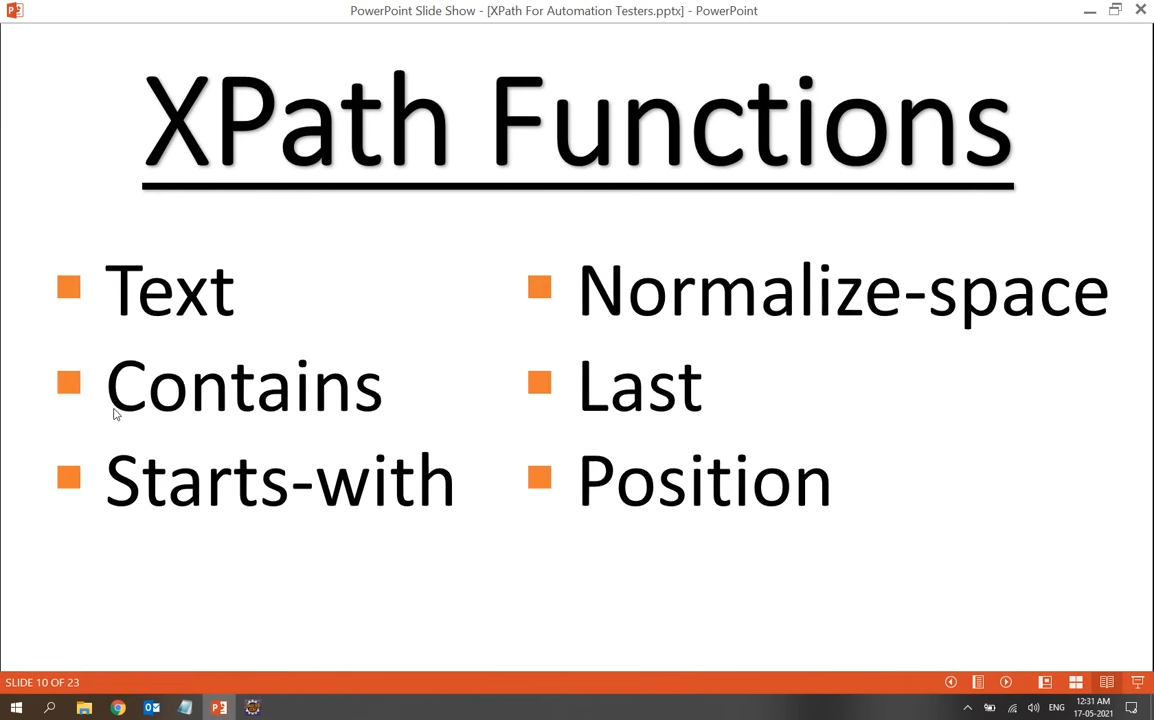 PowerPoint Slide Show - [XPath For Automation Testers.pptx] - PowerPoint
XPath Functions
Text
Contains
Starts-with
Normalize-space
Last
Position
SLIDE 10 OF 23
ENG
12:31 AM
17-05-2021